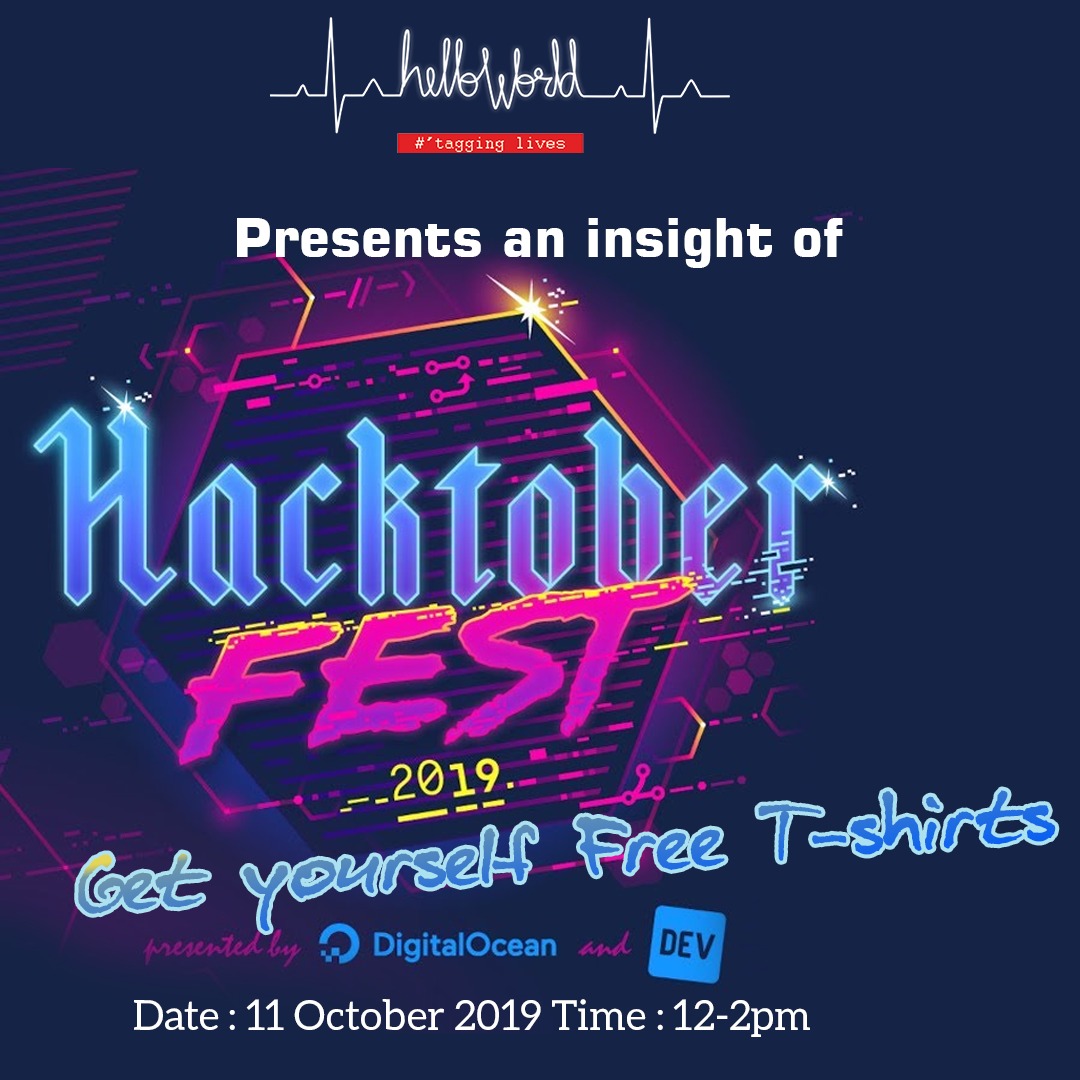 helloWorld
#'tagging lives
Presents an insight of
Hacktober
FEST
2019.
Get yourself Free T-shirts
presented by DigitalOcean and DEV
Date : 11 October 2019 Time : 12-2pm